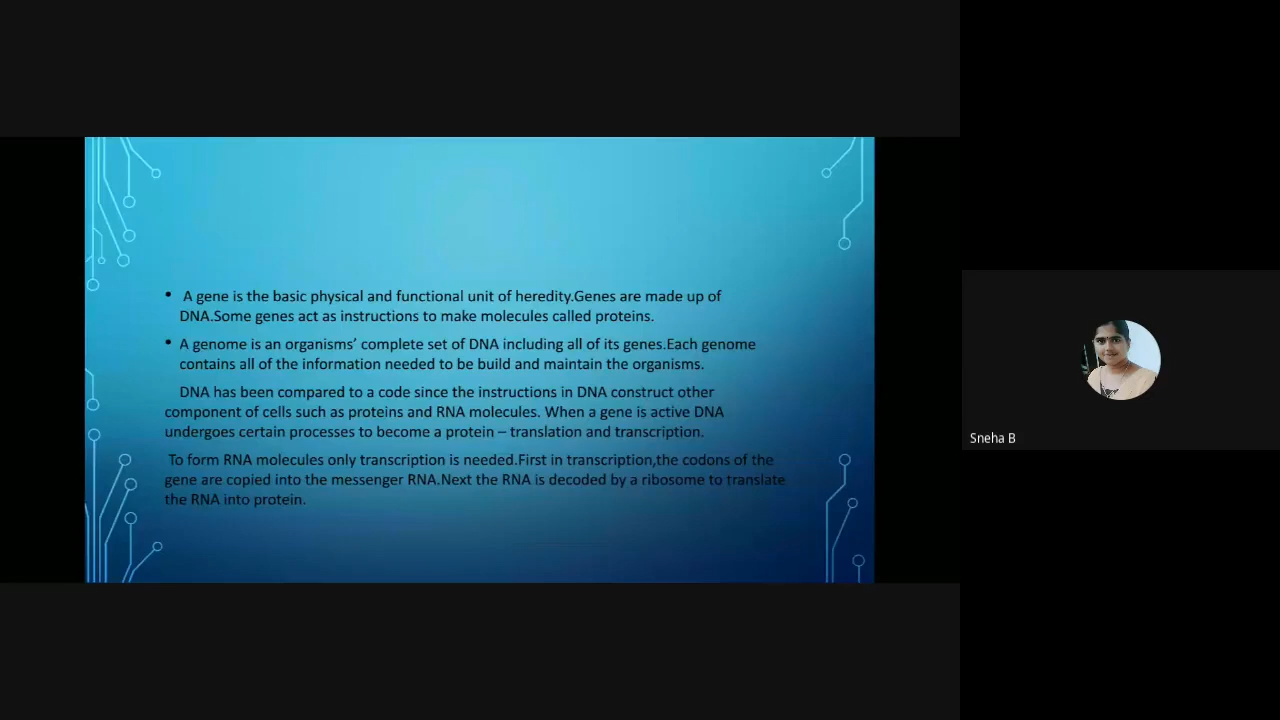 • A gene is the basic physical and functional unit of heredity.Genes are made up of
DNA.Some genes act as instructions to make molecules called proteins.
• A genome is an organisms’ complete set of DNA including all of its genes.Each genome
contains all of the information needed to be build and maintain the organisms.
DNA has been compared to a code since the instructions in DNA construct other
component of cells such as proteins and RNA molecules. When a gene is active DNA
undergoes certain processes to become a protein – translation and transcription.
To form RNA molecules only transcription is needed.First in transcription,the codons of the
gene are copied into the messenger RNA.Next the RNA is decoded by a ribosome to translate
the RNA into protein.
Sneha B